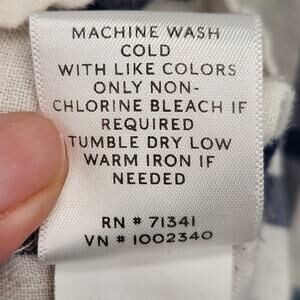 MACHINE WASH
COLD
WITH LIKE COLORS
ONLY NON-
CHLORINE BLEACH IF
REQUIRED
TUMBLE DRY LOW
WARM IRON IF
NEEDED
RN # 71341
VN # 1002340